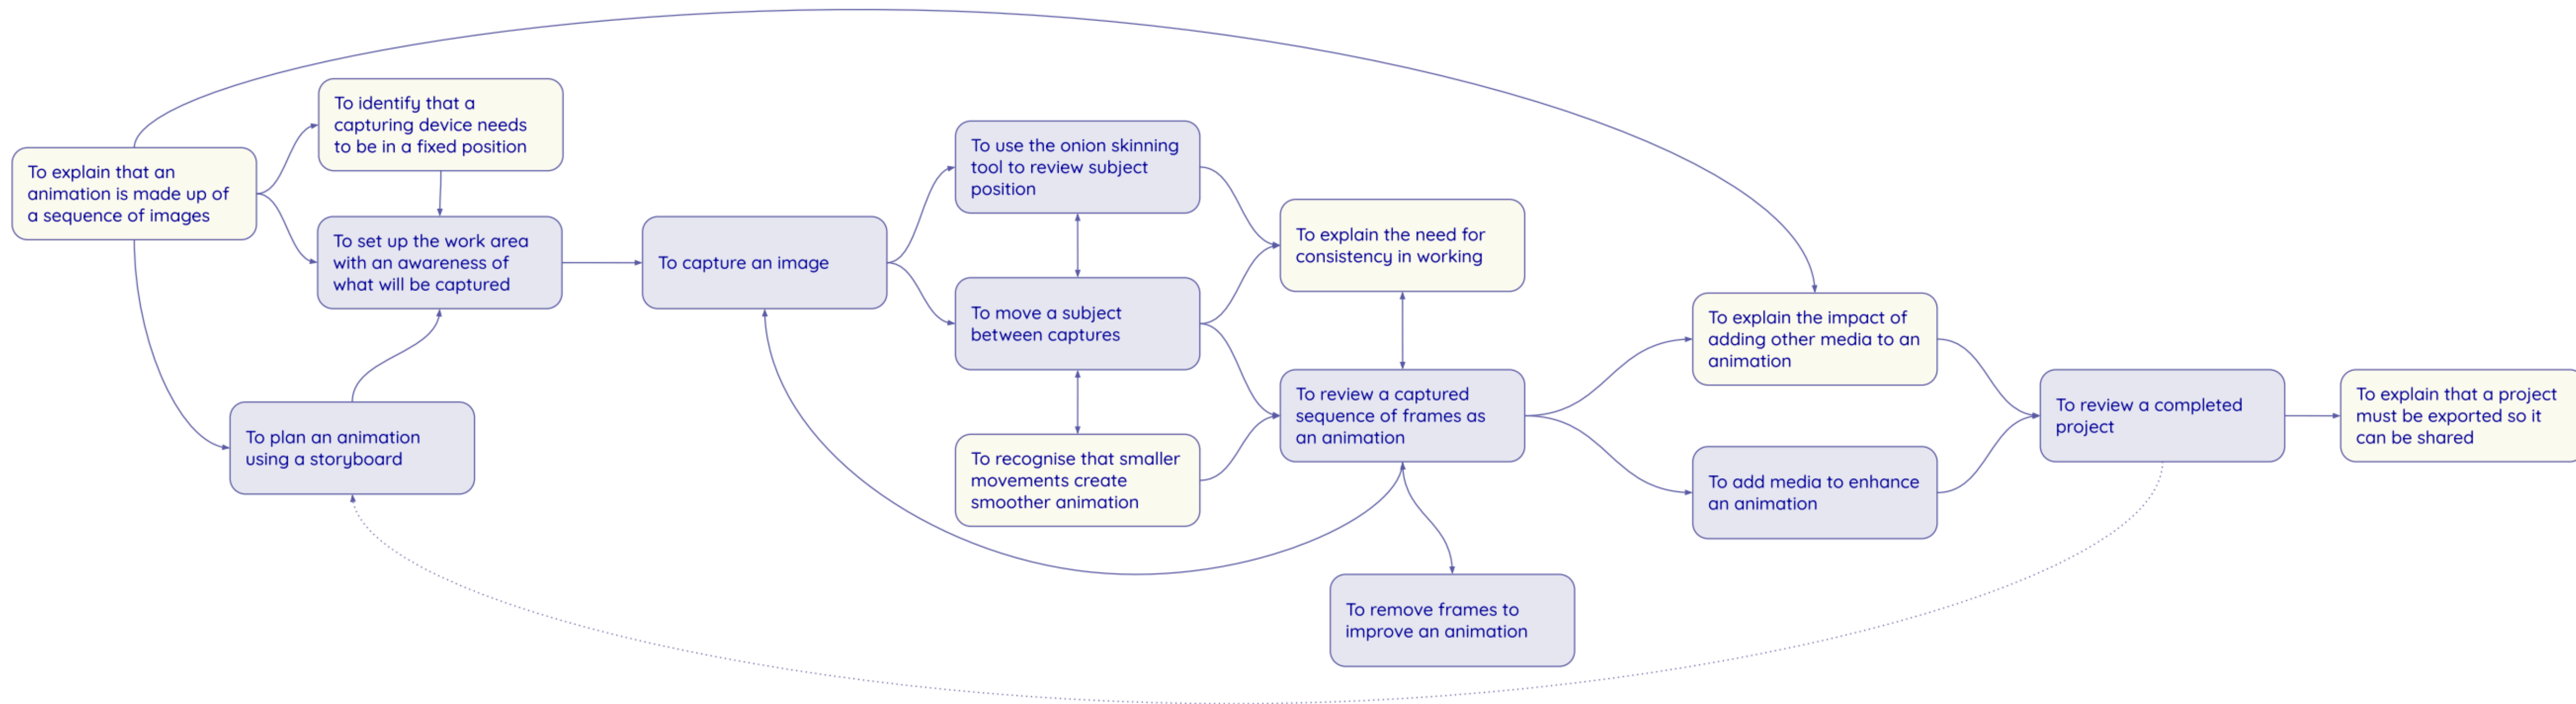 To explain that an
animation is made up of
a sequence of images
To identify that a
capturing device needs
to be in a fixed position
To set up the work area
with an awareness of
what will be captured
To plan an animation
using a storyboard
To capture an image
To use the onion skinning
tool to review subject
position
To move a subject
between captures
To recognise that smaller
movements create
smoother animation
To explain the need for
consistency in working
To review a captured
sequence of frames as
an animation
To remove frames to
improve an animation
To explain the impact of
adding other media to an
animation
To add media to enhance
an animation
To review a completed
project
To explain that a project
must be exported so it
can be shared